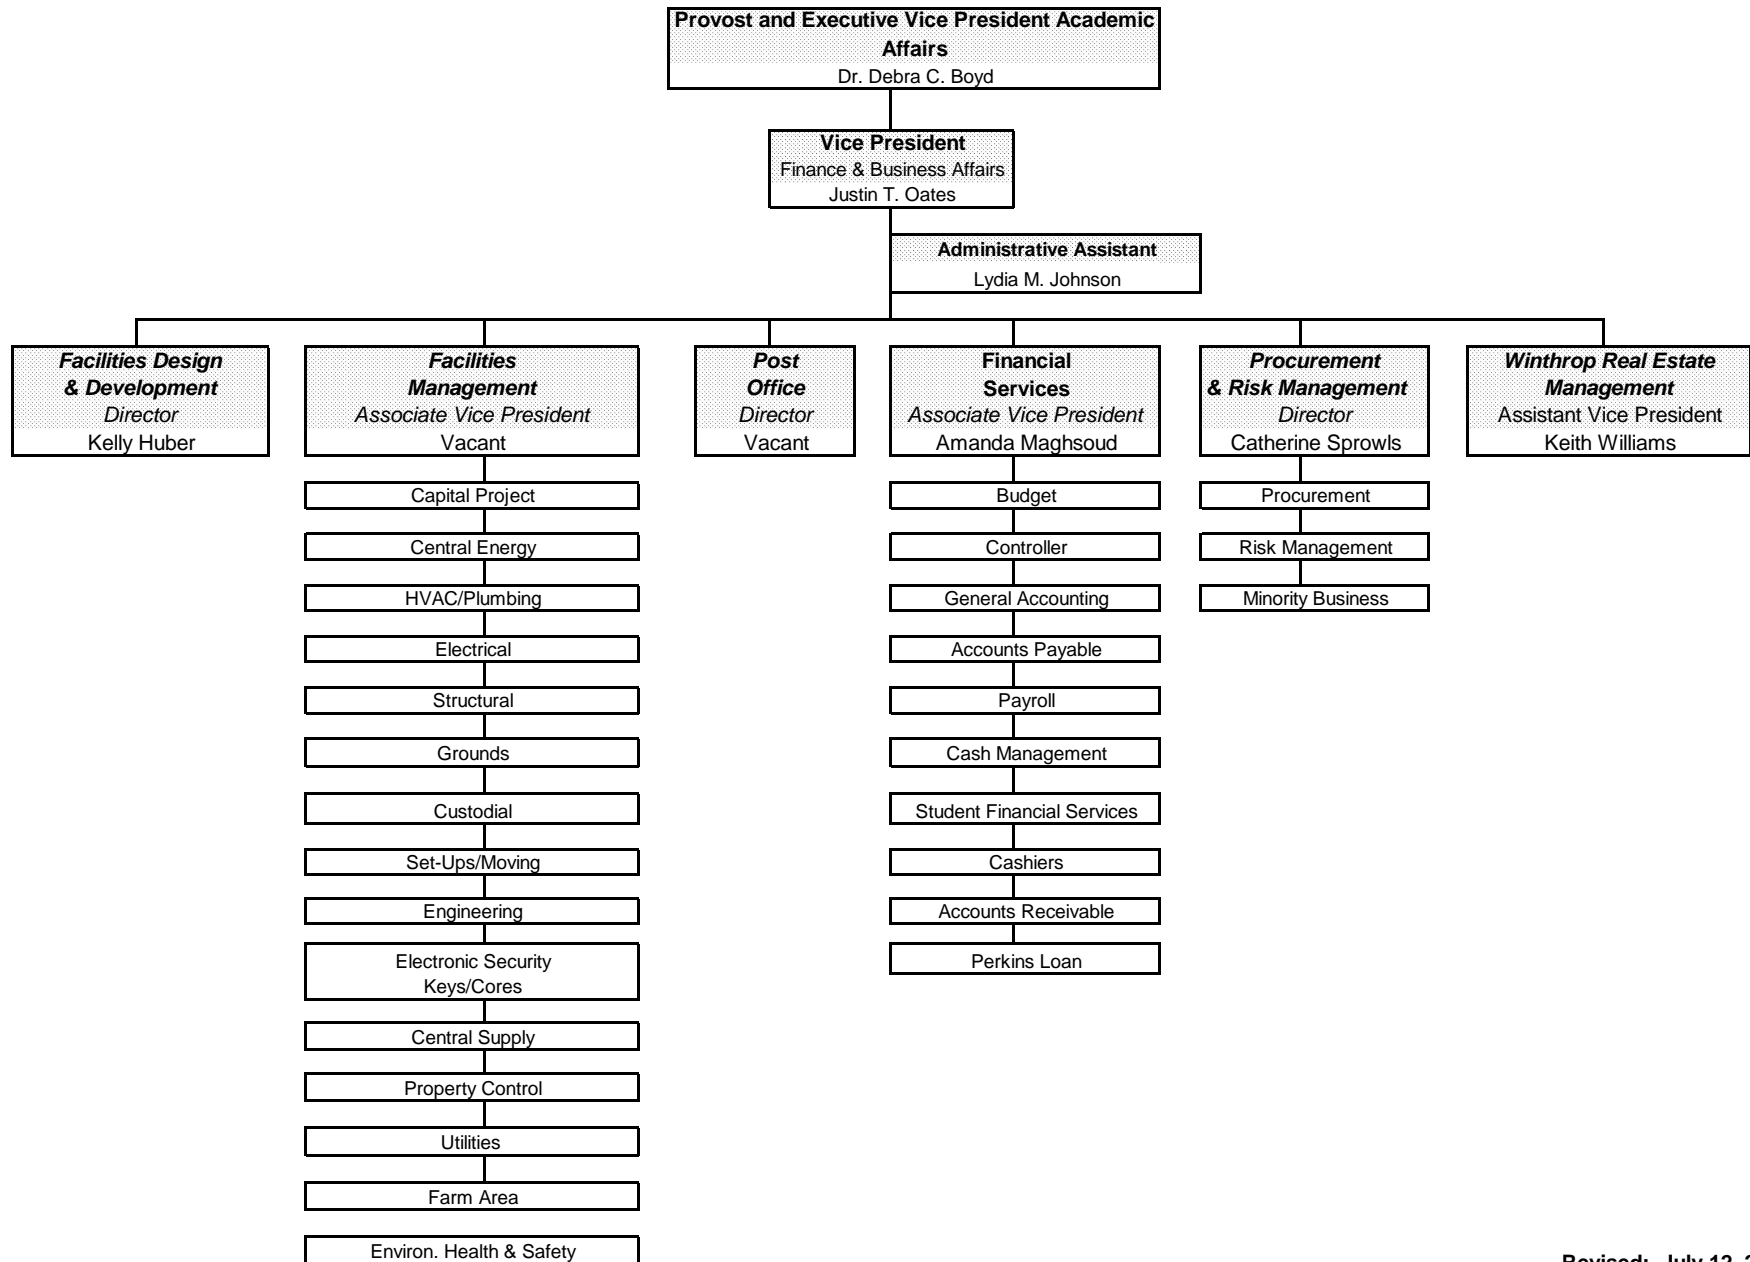 Provost and Executive Vice President Academic
Affairs
Dr. Debra C. Boyd
Vice President
Finance & Business Affairs
Justin T. Oates
Administrative Assistant
Lydia M. Johnson
Facilities Design
& Development
Director
Kelly Huber
Facilities
Management
Associate Vice President
Vacant
Capital Project
Central Energy
HVAC/Plumbing
Electrical
Structural
Grounds
Custodial
Set-Ups/Moving
Engineering
Electronic Security
Keys/Cores
Central Supply
Property Control
Utilities
Farm Area
Environ. Health & Safety
Post
Office
Director
Vacant
Financial
Services
Associate Vice President
Amanda Maghsoud
Budget
Controller
General Accounting
Accounts Payable
Payroll
Cash Management
Student Financial Services
Cashiers
Accounts Receivable
Perkins Loan
Procurement
& Risk Management
Director
Catherine Sprowls
Procurement
Risk Management
Minority Business
Winthrop Real Estate
Management
Assistant Vice President
Keith Williams
Revised: July 12,